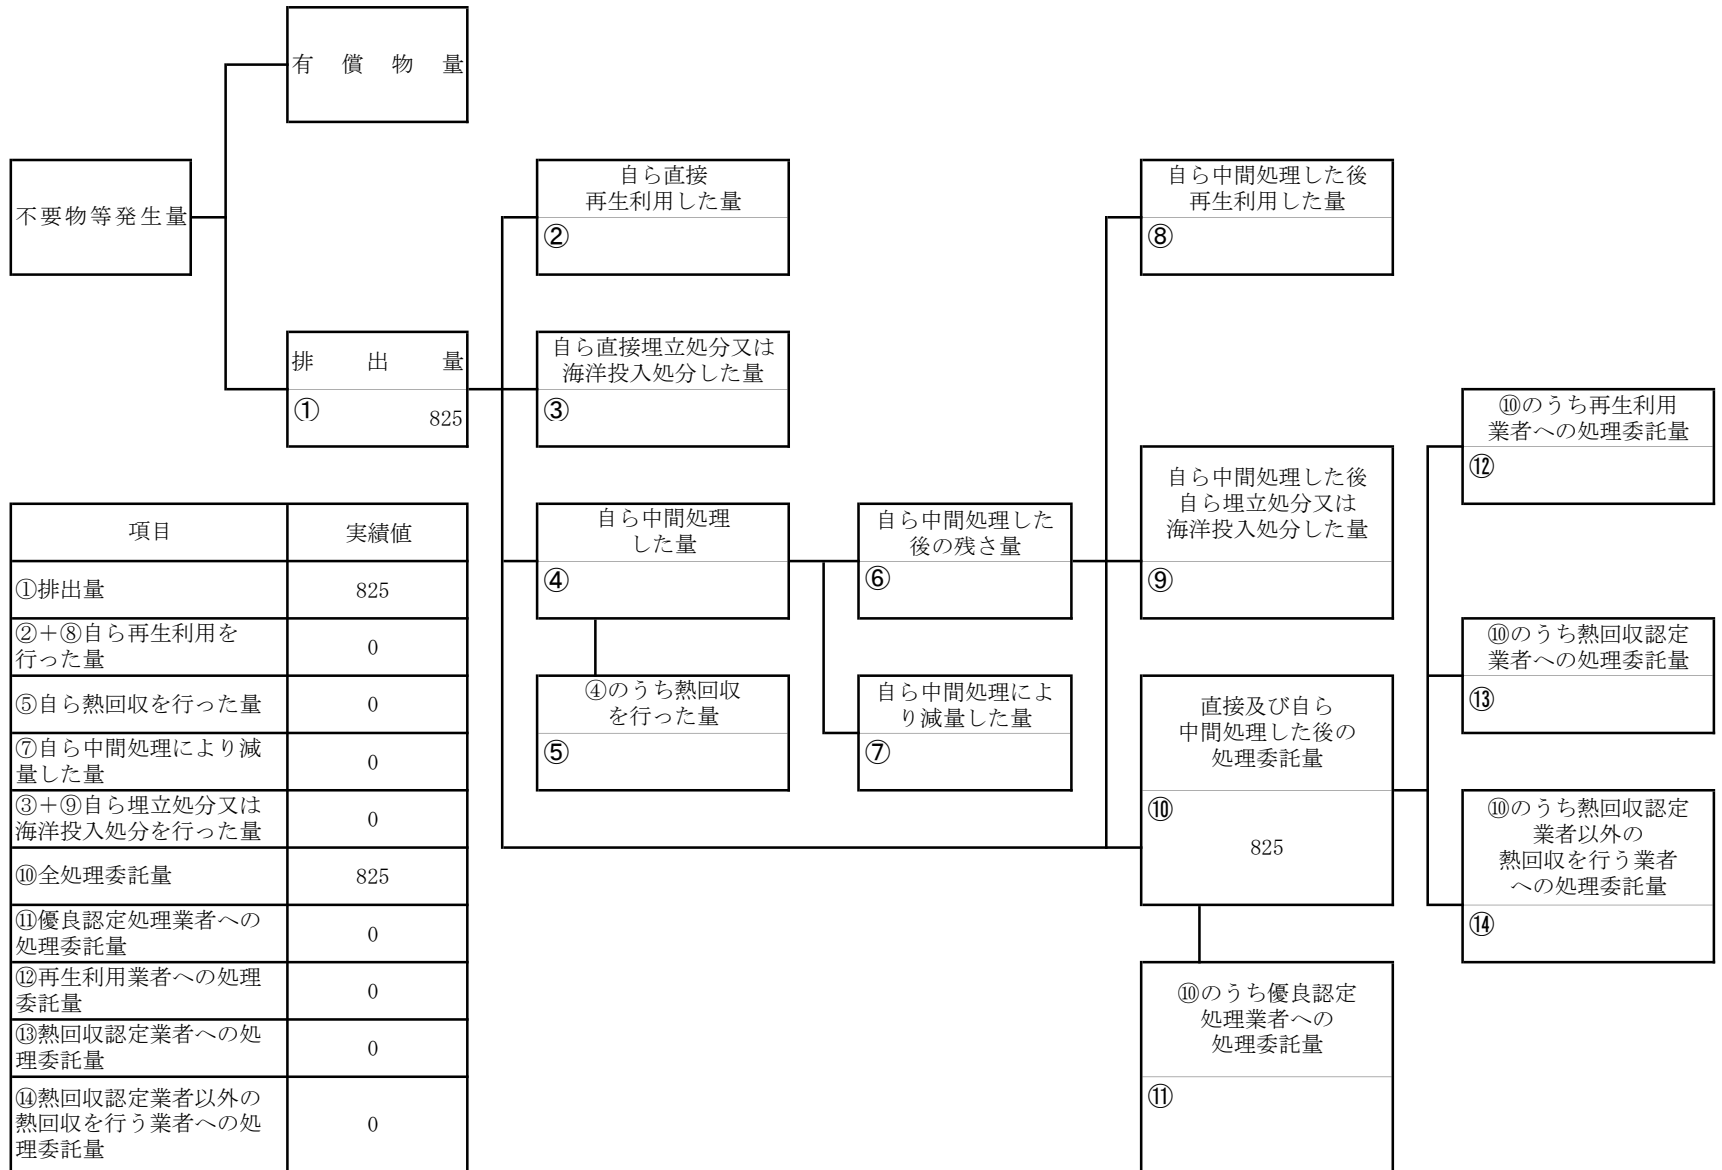 有償物量
不要物等発生量
排出量
①
825
自ら直接
再生利用した量
②
自ら直接埋立処分又は
海洋投入処分した量
③
自ら中間処理
した量
④
④のうち熱回収
を行った量
⑤
自ら中間処理した
後の残さ量
⑥
自ら中間処理によ
り減量した量
⑦
自ら中間処理した後
再生利用した量
⑧
自ら中間処理した後
自ら埋立処分又は
海洋投入処分した量
⑨
直接及び自ら
中間処理した後の
処理委託量
⑩
825
⑩のうち優良認定
処理業者への
処理委託量
⑪
⑩のうち再生利用
業者への処理委託量
⑫
⑩のうち熱回収認定
業者への処理委託量
⑬
⑩のうち熱回収認定
業者以外の
熱回収を行う業者
への処理委託量
⑭
項目 実績値
①排出量 825
②＋⑧自ら再生利用を
行った量
0
⑤自ら熱回収を行った量 0
⑦自ら中間処理により減
量した量
0
③＋⑨自ら埋立処分又は
海洋投入処分を行った量
0
⑩全処理委託量 825
⑪優良認定処理業者への
処理委託量
0
⑫再生利用業者への処理
委託量
0
⑬熱回収認定業者への処
理委託量
0
⑭熱回収認定業者以外の
熱回収を行う業者への処
理委託量
0